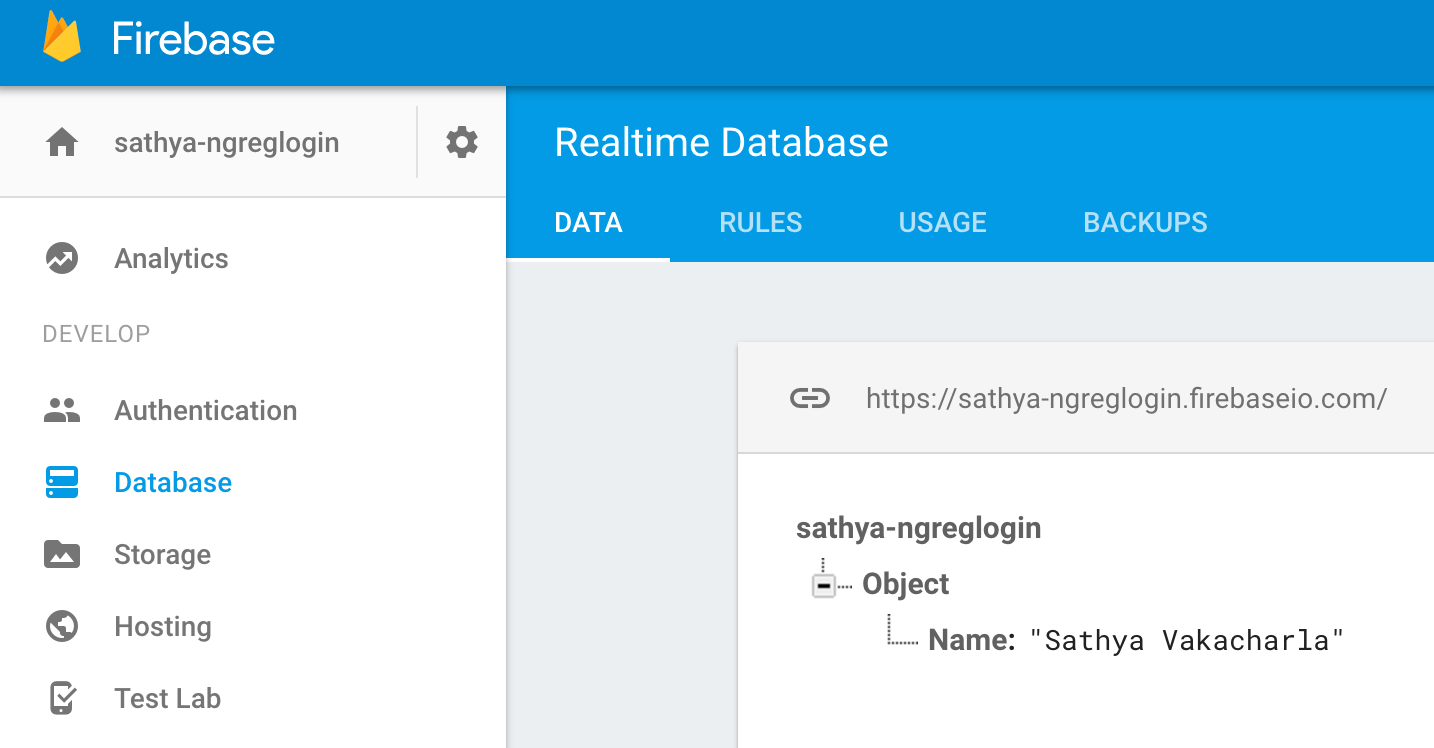 Firebase
sathya-ngreglogin
Analytics
DEVELOP
Authentication
Database
Storage
Hosting
Test Lab
Realtime Database
DATA RULES USAGE BACKUPS
https://sathya-ngreglogin.firebaseio.com/
sathya-ngreglogin
Object
Name: "Sathya Vakacharla"